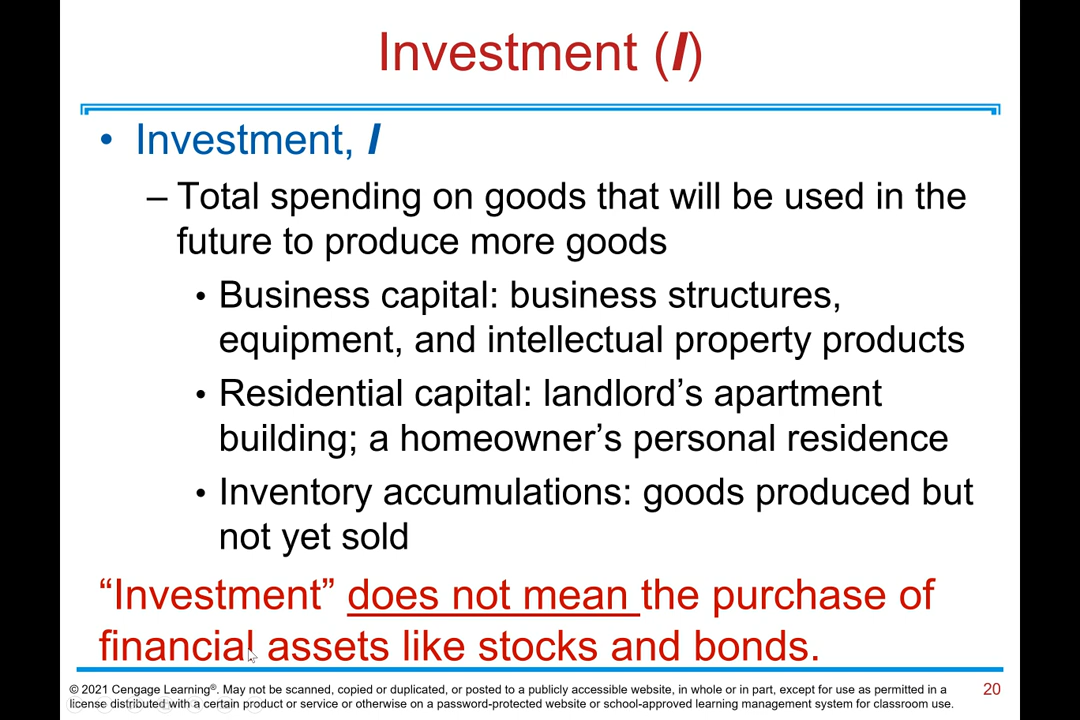 Investment (I)
• Investment, I
– Total spending on goods that will be used in the
future to produce more goods
• Business capital: business structures,
equipment, and intellectual property products
• Residential capital: landlord’s apartment
building; a homeowner’s personal residence
• Inventory accumulations: goods produced but
not yet sold
“Investment” does not mean the purchase of
financial assets like stocks and bonds.
© 2021 Cengage Learning®. May not be scanned, copied or duplicated, or posted to a publicly accessible website, in whole or in part, except for use as permitted in a
license distributed with a certain product or service or otherwise on a password-protected website or school-approved learning management system for classroom use.
20